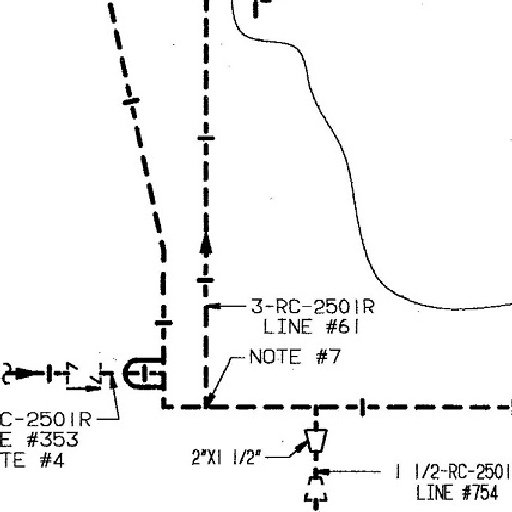 3-RC-2501R
LINE #61
NOTE #7
C-2501R
E #353
TE #4
2"X1 1/2"
1 1/2-RC-2501
LINE #754